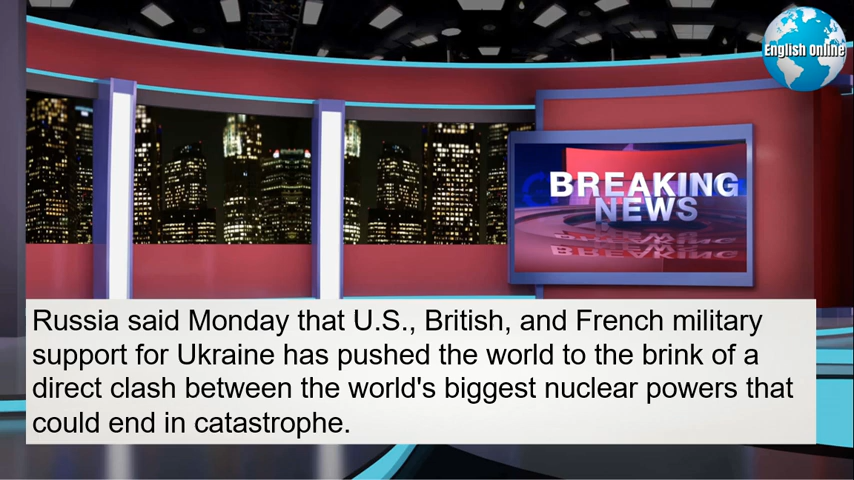 English Online
BREAKING
NEWS
Russia said Monday that U.S., British, and French military
support for Ukraine has pushed the world to the brink of a
direct clash between the world's biggest nuclear powers that
could end in catastrophe.